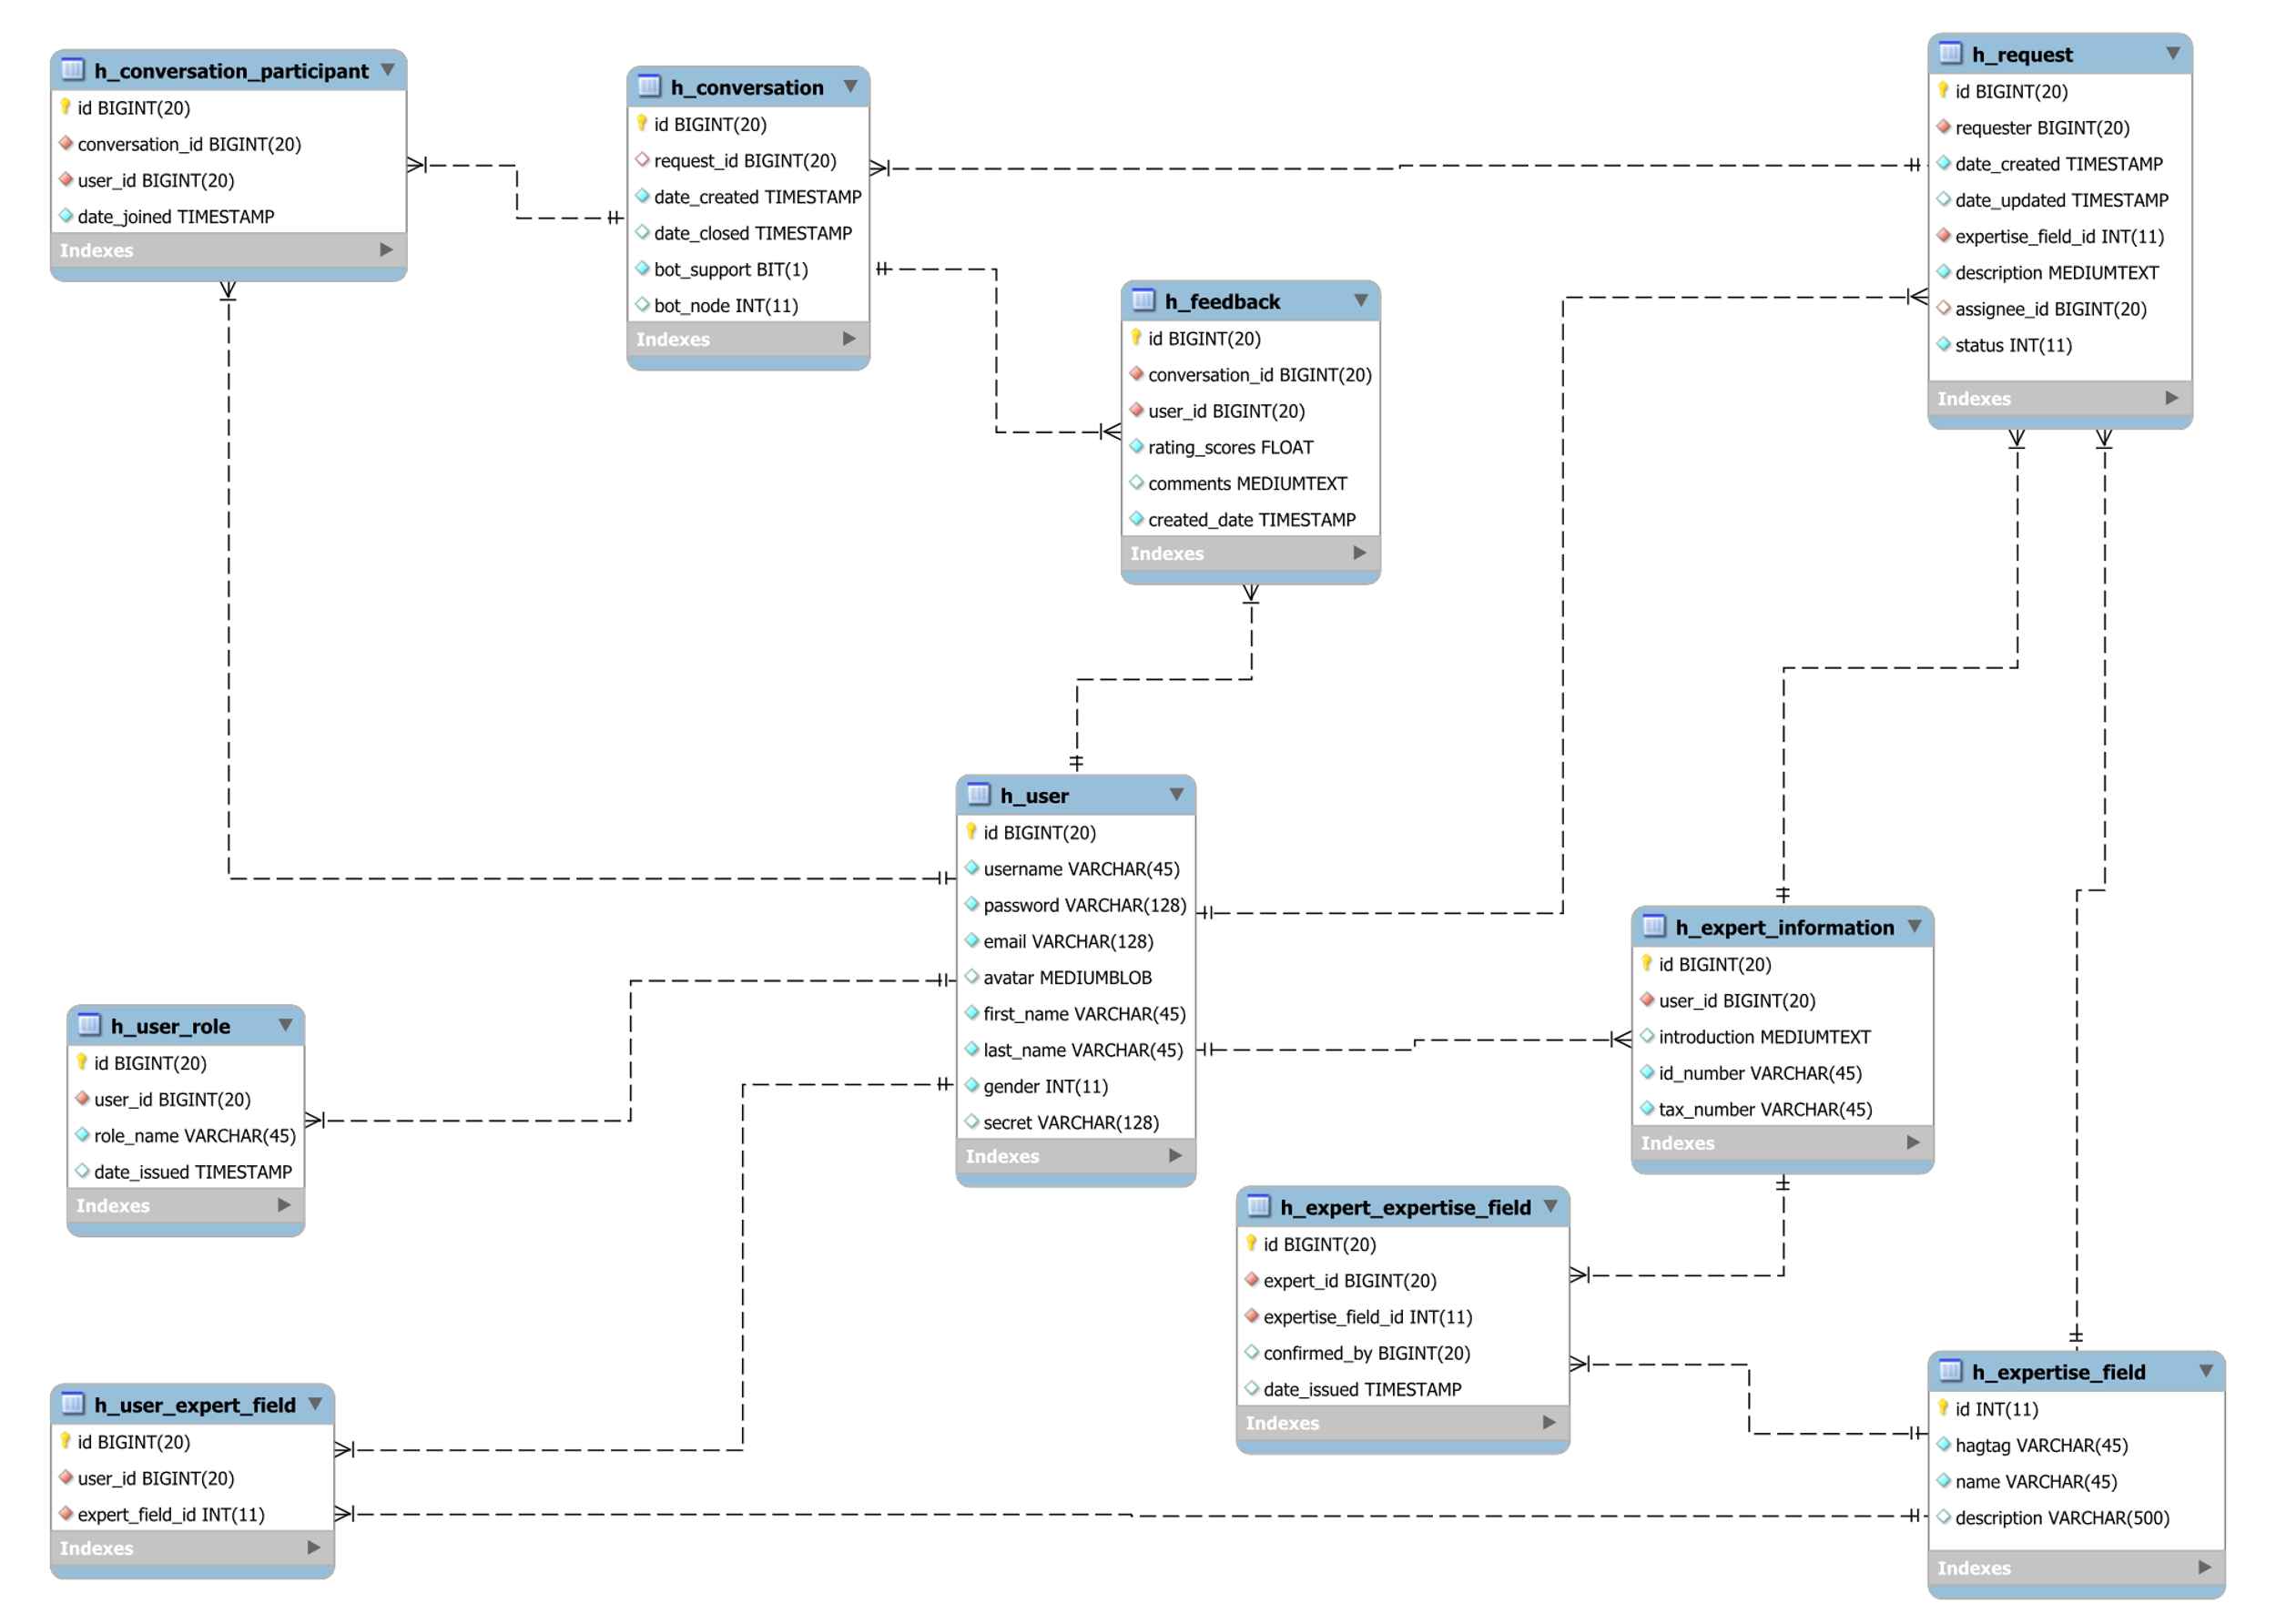 h_conversation_participant
id BIGINT(20)
conversation_id BIGINT(20)
user_id BIGINT(20)
date_joined TIMESTAMP
Indexes
h_conversation
id BIGINT(20)
request_id BIGINT(20)
date_created TIMESTAMP
date_closed TIMESTAMP
bot_support BIT(1)
bot_node INT(11)
Indexes
h_request
id BIGINT(20)
requester BIGINT(20)
date_created TIMESTAMP
date_updated TIMESTAMP
expertise_field_id INT(11)
description MEDIUMTEXT
assignee_id BIGINT(20)
status INT(11)
Indexes
h_feedback
id BIGINT(20)
conversation_id BIGINT(20)
user_id BIGINT(20)
rating_scores FLOAT
comments MEDIUMTEXT
created_date TIMESTAMP
Indexes
h_user
id BIGINT(20)
username VARCHAR(45)
password VARCHAR(128)
email VARCHAR(128)
avatar MEDIUMBLOB
first_name VARCHAR(45)
last_name VARCHAR(45)
gender INT(11)
secret VARCHAR(128)
Indexes
h_expert_information
id BIGINT(20)
user_id BIGINT(20)
introduction MEDIUMTEXT
id_number VARCHAR(45)
tax_number VARCHAR(45)
Indexes
h_user_role
id BIGINT(20)
user_id BIGINT(20)
role_name VARCHAR(45)
date_issued TIMESTAMP
Indexes
h_expert_expertise_field
id BIGINT(20)
expert_id BIGINT(20)
expertise_field_id INT(11)
confirmed_by BIGINT(20)
date_issued TIMESTAMP
Indexes
h_user_expert_field
id BIGINT(20)
user_id BIGINT(20)
expert_field_id INT(11)
Indexes
h_expertise_field
id INT(11)
hagtag VARCHAR(45)
name VARCHAR(45)
description VARCHAR(500)
Indexes